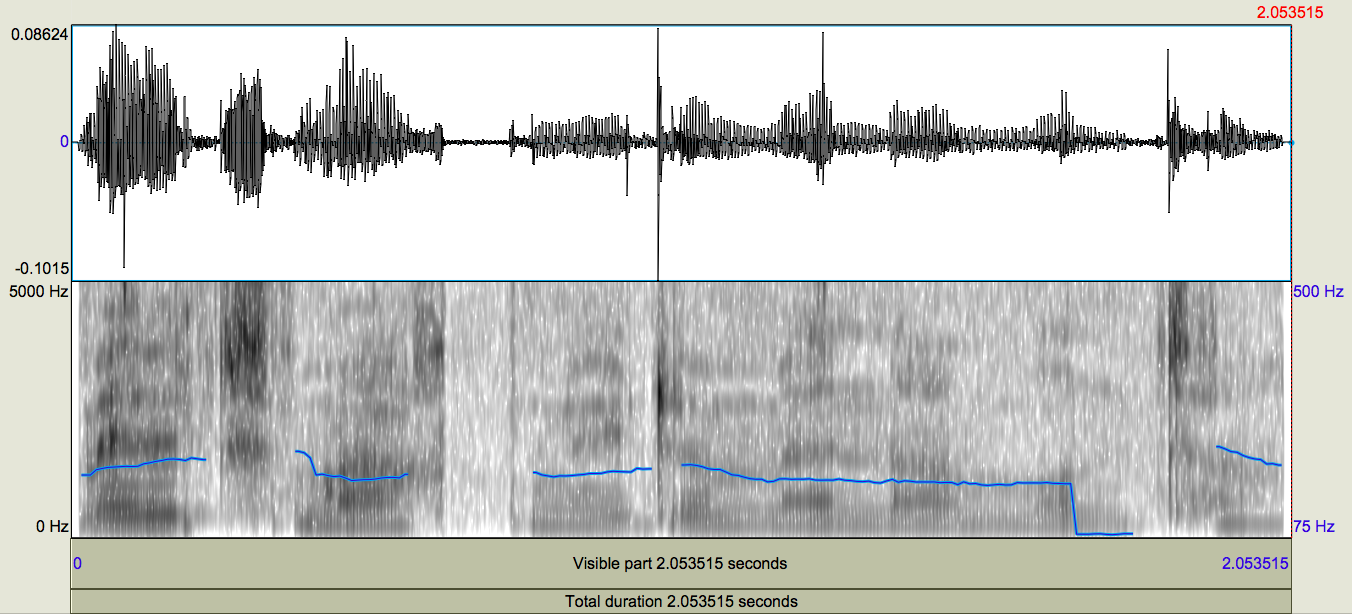 2.053515
0.08624
0
-0.1015
5000 Hz
500 Hz
0 Hz
75 Hz
0
Visible part 2.053515 seconds
2.053515
Total duration 2.053515 seconds